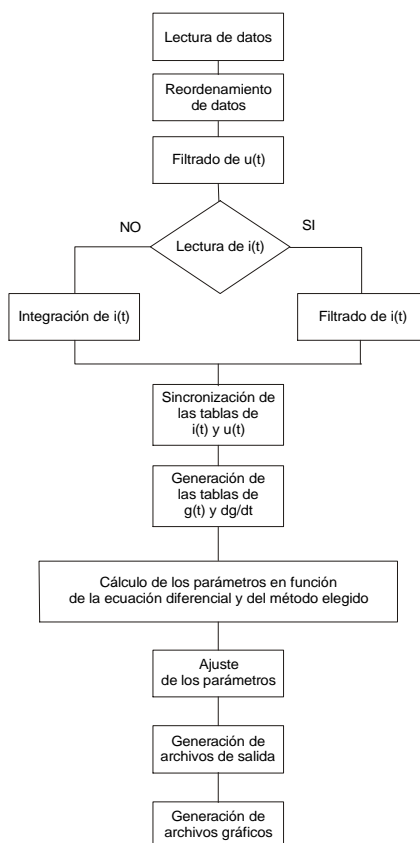 Lectura de datos
Reordenamiento
de datos
Filtrado de u(t)
NO
SI
Lectura de i(t)
Integración de i(t)
Filtrado de i(t)
Sincronización de
las tablas de
i(t) y u(t)
Generación de
las tablas de
g(t) y dg/dt
Cálculo de los parámetros en función
de la ecuación diferencial y del método elegido
Ajuste
de los parámetros
Generación de
archivos de salida
Generación de
archivos gráficos